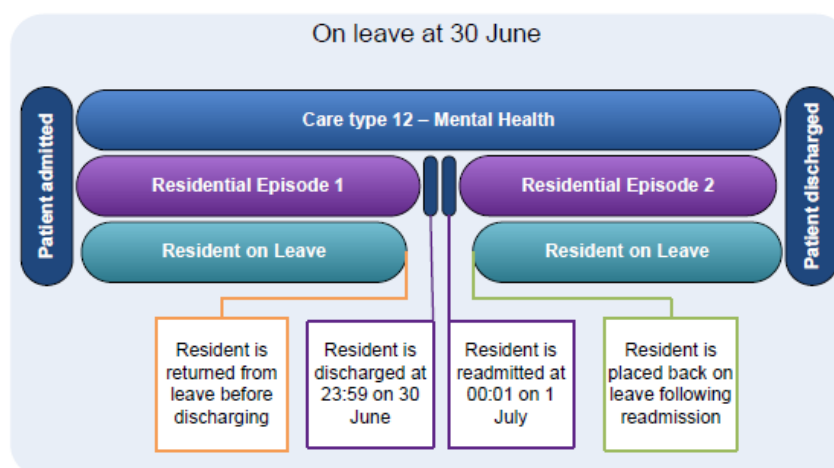 On leave at 30 June
Patient admitted
Care type 12 – Mental Health
Patient discharged
Residential Episode 1
Residential Episode 2
Resident on Leave
Resident on Leave
Resident is
returned from
leave before
discharging
Resident is
discharged at
23:59 on 30
June
Resident is
readmitted at
00:01 on 1
July
Resident is
placed back on
leave following
readmission